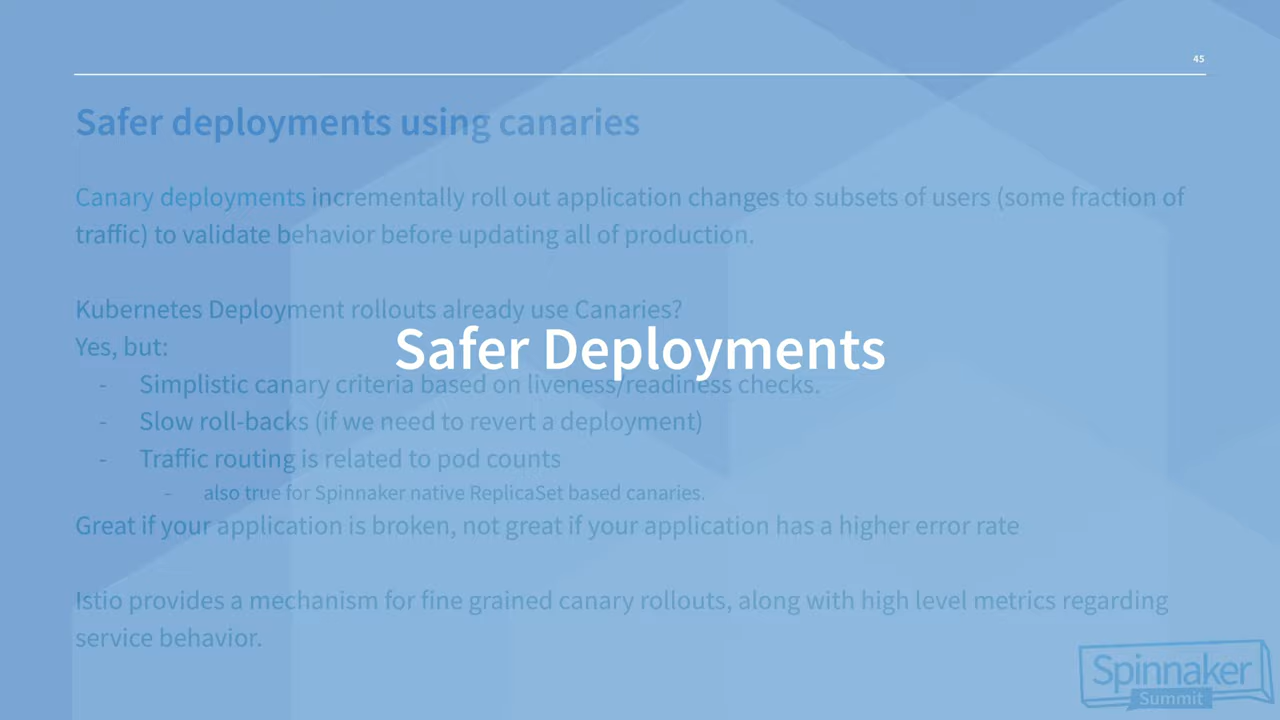 45
Safer deployments using canaries
Canary deployments incrementally roll out application changes to subsets of users (some fraction of
traffic) to validate behavior before updating all of production.
Kubernetes Deployment rollouts already use Canaries?
Yes, but:
Safer Deployments
- Simplistic canary criteria based on liveness/readiness checks.
- Slow roll-backs (if we need to revert a deployment)
- Traffic routing is related to pod counts
- also true for Spinnaker native ReplicaSet based canaries.
Great if your application is broken, not great if your application has a higher error rate
Istio provides a mechanism for fine grained canary rollouts, along with high level metrics regarding
service behavior.
Spinnaker
Summit